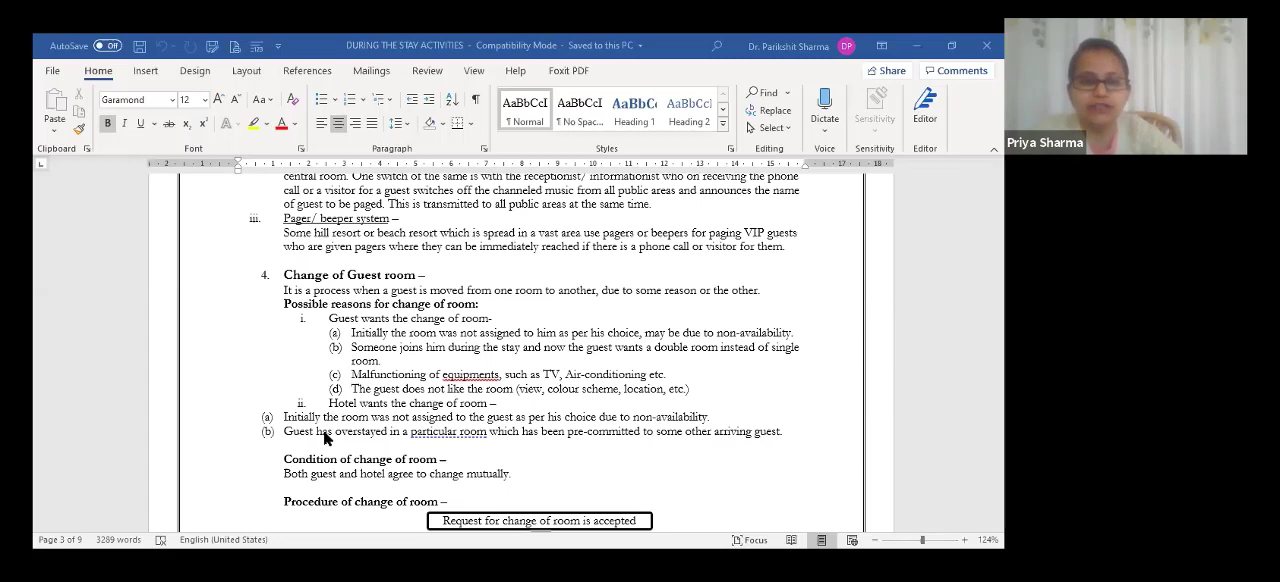 AutoSave Off
DURING THE STAY ACTIVITIES - Compatibility Mode - Saved to this PC
Dr. Parikshit Sharma DP
File Home Insert Design Layout References Mailings Review View Help Foxit PDF Share Comments
Garamond 12
Paste
AaBbCcI AaBbCcI AaBbC AaBbCcI
¶ Normal ¶ No Spac... Heading 1 Heading 2
Find
Replace
Select
Dictate Sensitivity Editor
Clipboard Font Paragraph Styles Editing Voice Sensitivity Editor
Priya Sharma
central room. One switch of the same is with the receptionist/ informationist who on receiving the phone
call or a visitor for a guest switches off the channeled music from all public areas and announces the name
of guest to be paged. This is transmitted to all public areas at the same time.
iii. Pager/ beeper system –
Some hill resort or beach resort which is spread in a vast area use pagers or beepers for paging VIP guests
who are given pagers where they can be immediately reached if there is a phone call or visitor for them.
4. Change of Guest room –
It is a process when a guest is moved from one room to another, due to some reason or the other.
Possible reasons for change of room:
i. Guest wants the change of room-
(a) Initially the room was not assigned to him as per his choice, may be due to non-availability.
(b) Someone joins him during the stay and now the guest wants a double room instead of single
room.
(c) Malfunctioning of equipments, such as TV, Air-conditioning etc.
(d) The guest does not like the room (view, colour scheme, location, etc.)
ii. Hotel wants the change of room –
(a) Initially the room was not assigned to the guest as per his choice due to non-availability.
(b) Guest has overstayed in a particular room which has been pre-committed to some other arriving guest.
Condition of change of room –
Both guest and hotel agree to change mutually.
Procedure of change of room –
Request for change of room is accepted
Page 3 of 9 3289 words English (United States) Focus 124%